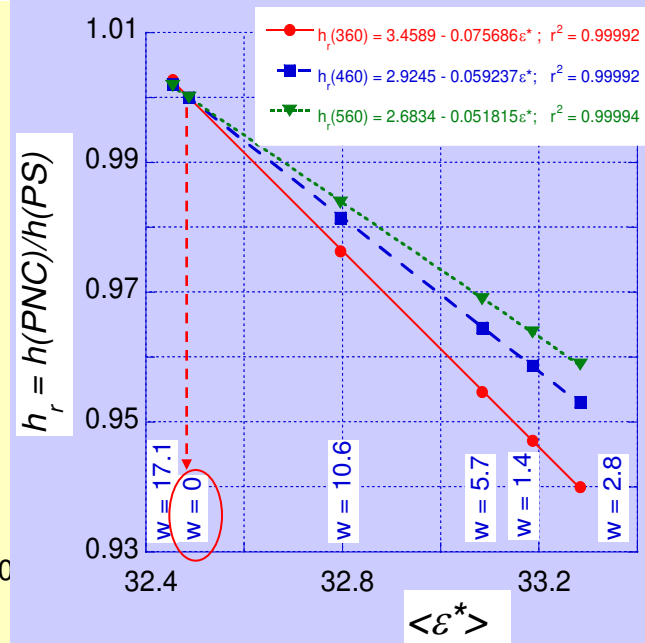 1.01
0.99
0.97
0.95
0.93
h_r = h(PNC)/h(PS)
h_r(360) = 3.4589 - 0.075686ε* ; r² = 0.99992
h_r(460) = 2.9245 - 0.059237ε*; r² = 0.99992
h_r(560) = 2.6834 - 0.051815ε*; r² = 0.99994
w = 17.1
w = 0
w = 10.6
w = 5.7
w = 1.4
w = 2.8
0
32.4 32.8 33.2
<ε*>